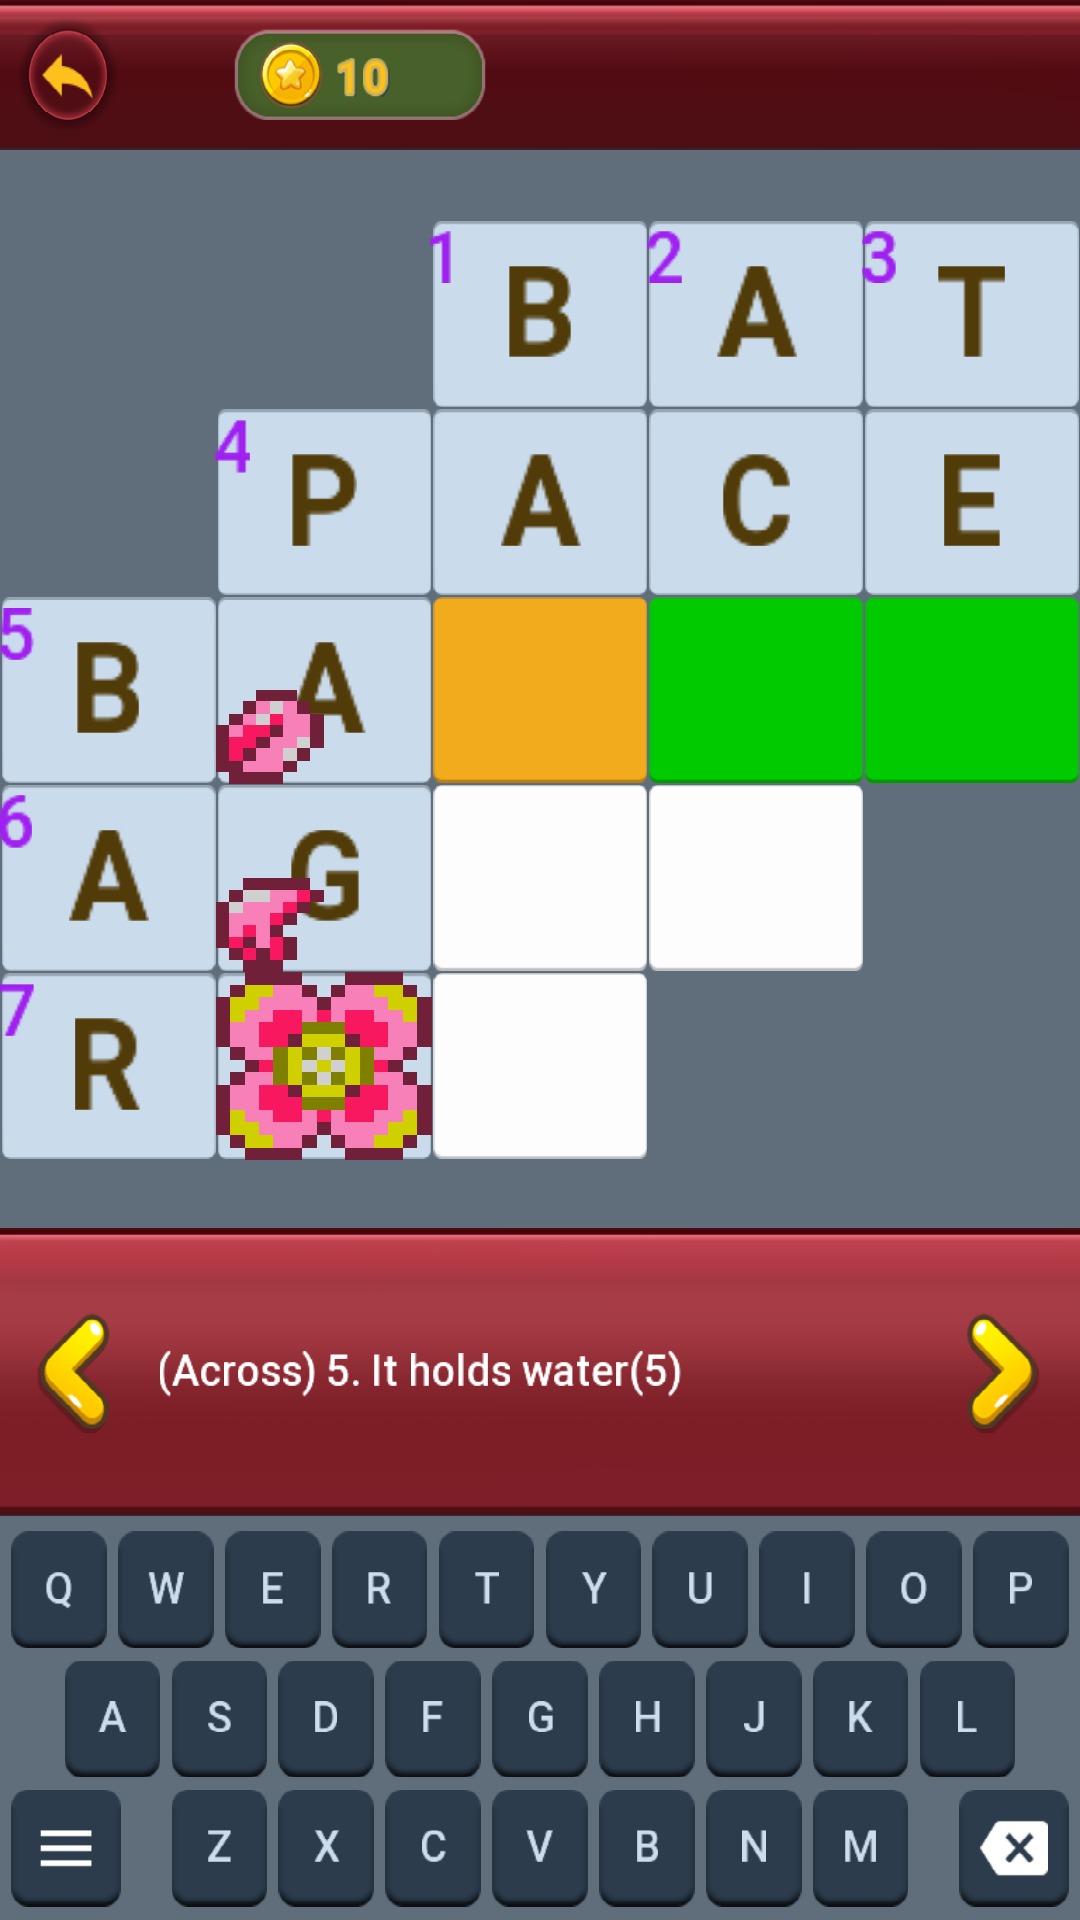 10
1 B 2 A 3 T
4 P A C E
5 B A
6 A G
7 R
(Across) 5. It holds water(5)
Q W E R T Y U I O P
A S D F G H J K L
Z X C V B N M